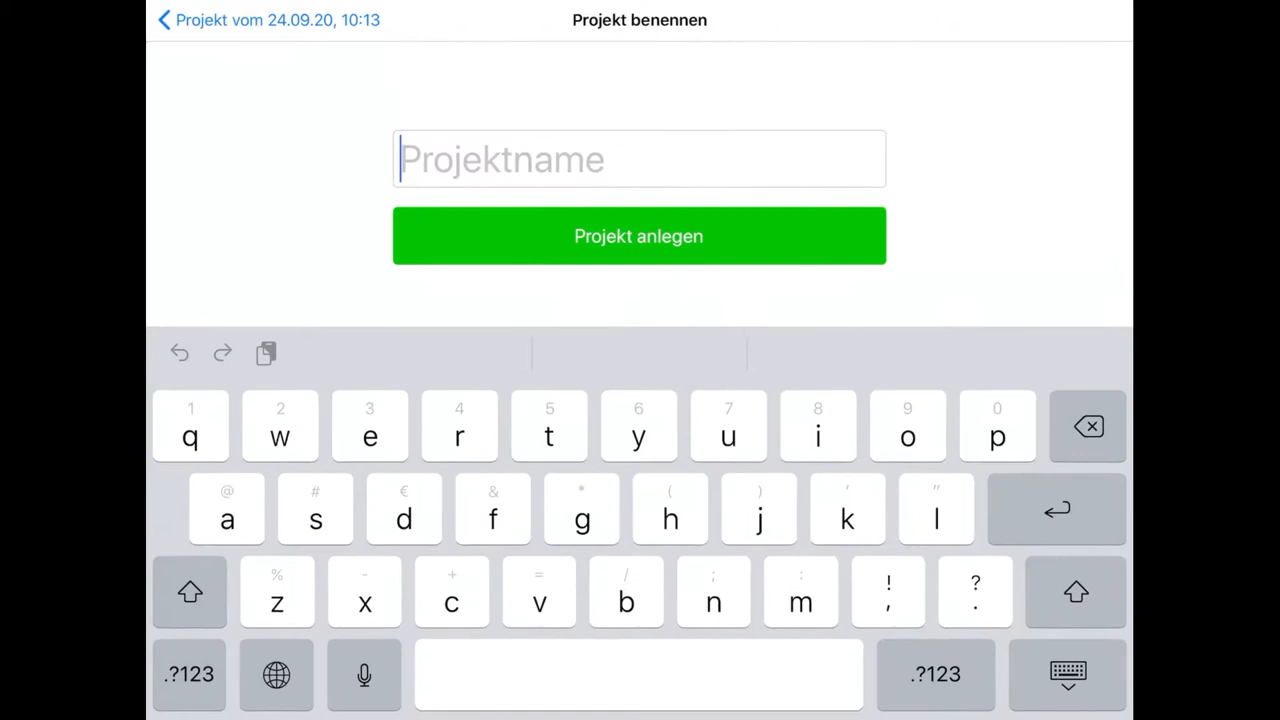 Projekt vom 24.09.20, 10:13
Projekt benennen
Projektname
Projekt anlegen
1 2 3 4 5 6 7 8 9 0
q w e r t y u i o p
@ # € & * ( ) ' "
a s d f g h j k l
% - + = / ; : ! ?
z x c v b n m , .
.?123 .?123